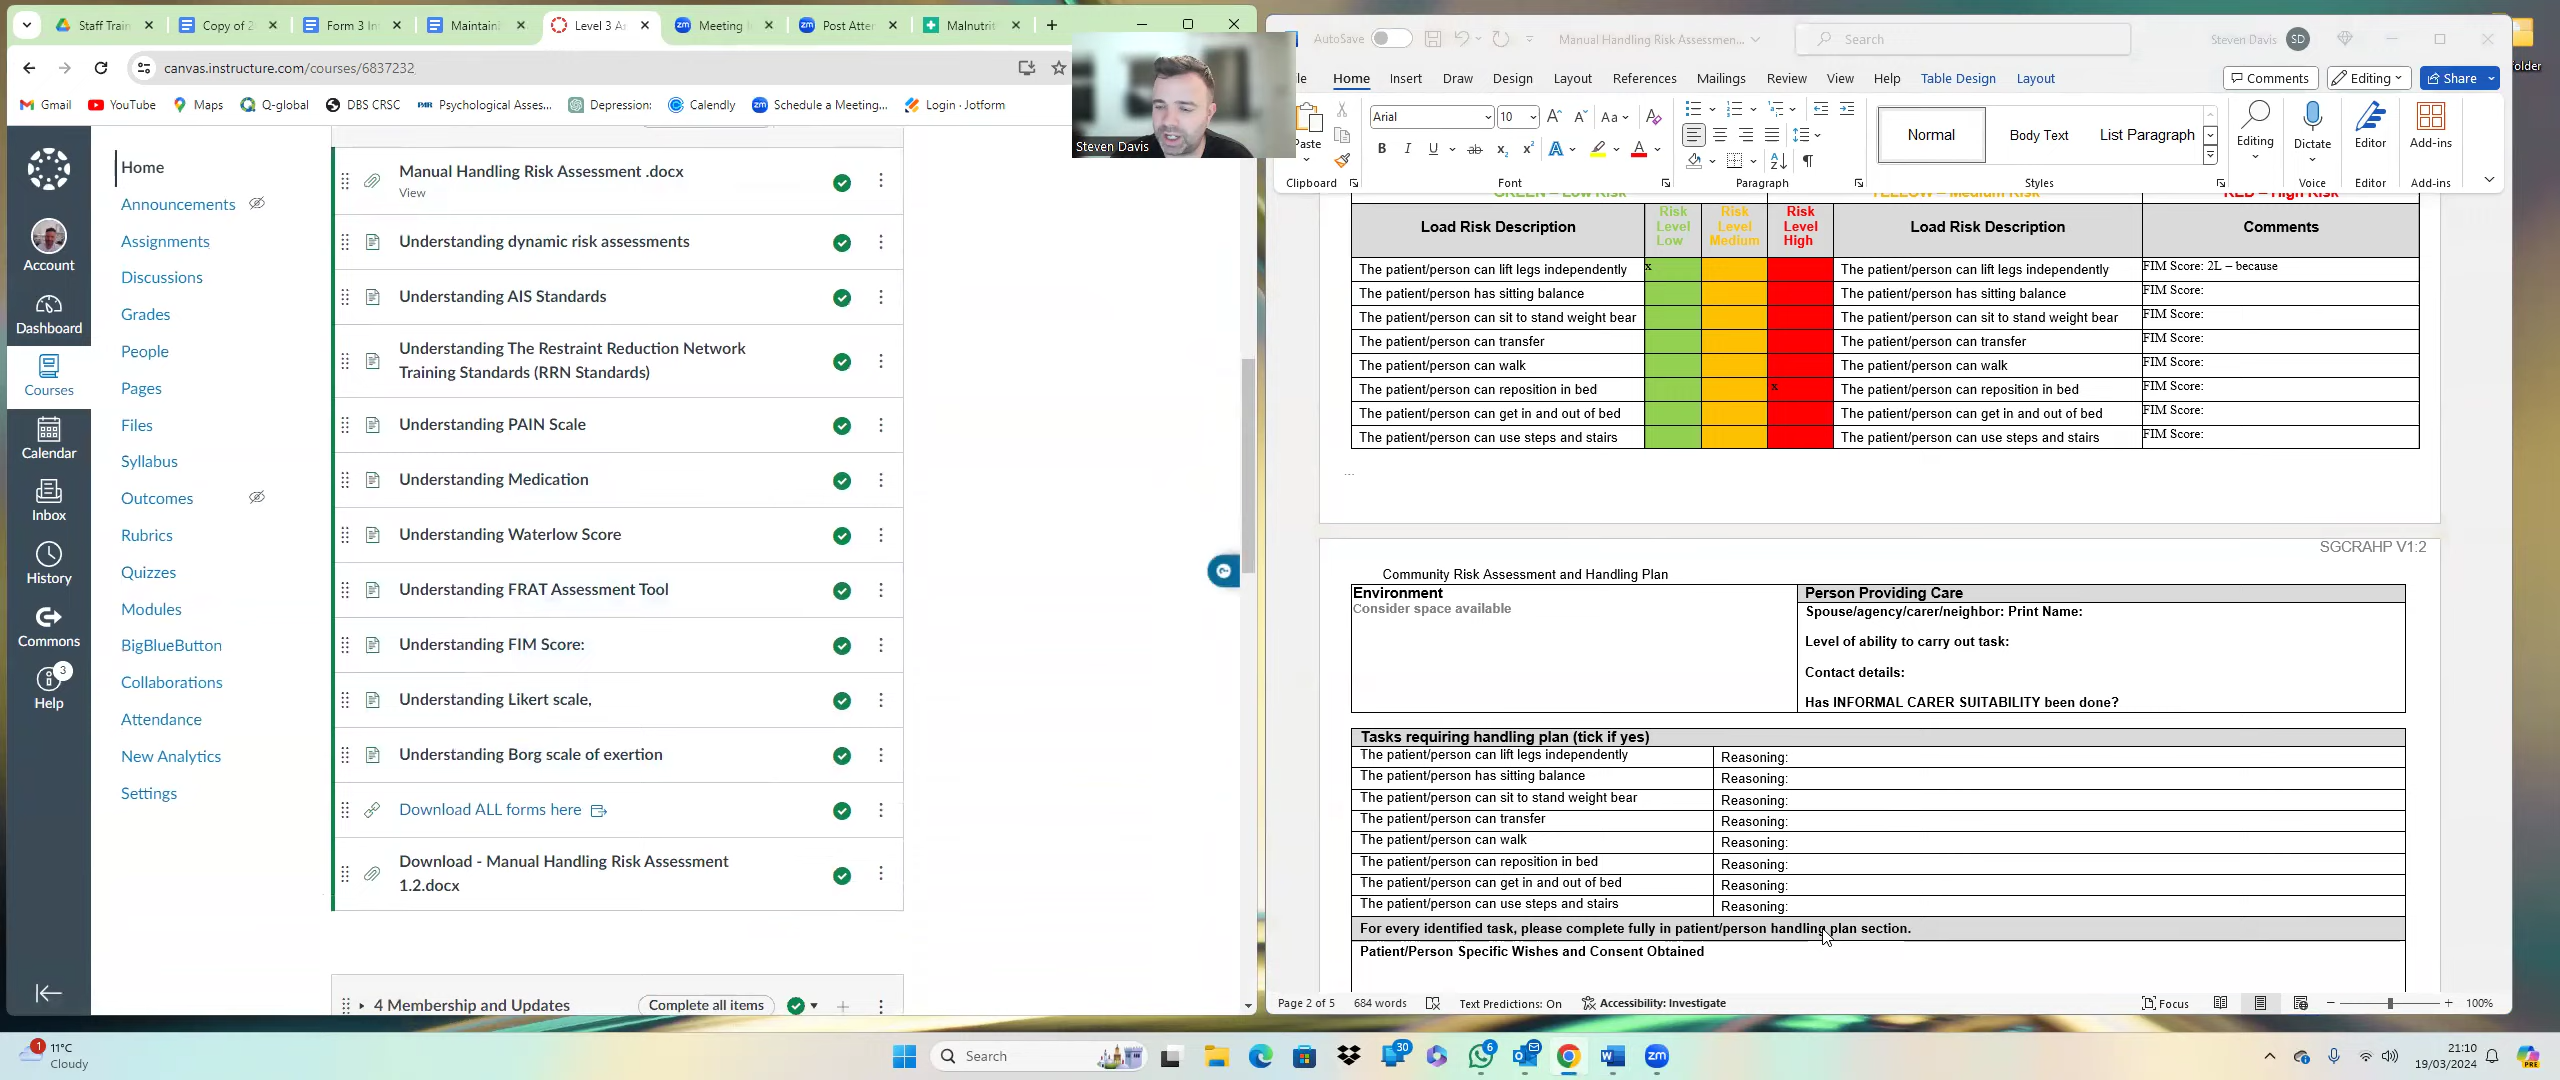 Staff Train
Copy of 2
Form 3 In
Maintaini
Level 3 A
Meeting
Post Atter
Malnutrit
canvas.instructure.com/courses/6837232
Gmail
YouTube
Maps
Q-global
DBS CRSC
Psychological Asses...
Depression:
Calendly
Schedule a Meeting...
Login · Jotform
Steven Davis
Account
Dashboard
Courses
Calendar
Inbox
History
Commons
3
Help
Home
Announcements
Assignments
Discussions
Grades
People
Pages
Files
Syllabus
Outcomes
Rubrics
Quizzes
Modules
BigBlueButton
Collaborations
Attendance
New Analytics
Settings
Manual Handling Risk Assessment .docx
View
Understanding dynamic risk assessments
Understanding AIS Standards
Understanding The Restraint Reduction Network
Training Standards (RRN Standards)
Understanding PAIN Scale
Understanding Medication
Understanding Waterlow Score
Understanding FRAT Assessment Tool
Understanding FIM Score:
Understanding Likert scale,
Understanding Borg scale of exertion
Download ALL forms here
Download - Manual Handling Risk Assessment
1.2.docx
4 Membership and Updates
Complete all items
AutoSave
Manual Handling Risk Assessmen...
Search
Steven Davis
SD
older
le
Home
Insert
Draw
Design
Layout
References
Mailings
Review
View
Help
Table Design
Layout
Comments
Editing
Share
Paste
Clipboard
Arial
10
Font
Paragraph
Normal
Body Text
List Paragraph
Styles
Editing
Dictate
Voice
Editor
Editor
Add-ins
Add-ins
GREEN – Low Risk
YELLOW – Medium Risk
RED – High Risk
Load Risk Description
Risk Level Low
Risk Level Medium
Risk Level High
Load Risk Description
Comments
The patient/person can lift legs independently x The patient/person can lift legs independently FIM Score: 2L – because
The patient/person has sitting balance The patient/person has sitting balance FIM Score:
The patient/person can sit to stand weight bear The patient/person can sit to stand weight bear FIM Score:
The patient/person can transfer The patient/person can transfer FIM Score:
The patient/person can walk The patient/person can walk FIM Score:
The patient/person can reposition in bed x The patient/person can reposition in bed FIM Score:
The patient/person can get in and out of bed The patient/person can get in and out of bed FIM Score:
The patient/person can use steps and stairs The patient/person can use steps and stairs FIM Score:
...
SGCRAHP V1:2
Community Risk Assessment and Handling Plan
Environment
Consider space available
Person Providing Care
Spouse/agency/carer/neighbor: Print Name:
Level of ability to carry out task:
Contact details:
Has INFORMAL CARER SUITABILITY been done?
Tasks requiring handling plan (tick if yes)
The patient/person can lift legs independently Reasoning:
The patient/person has sitting balance Reasoning:
The patient/person can sit to stand weight bear Reasoning:
The patient/person can transfer Reasoning:
The patient/person can walk Reasoning:
The patient/person can reposition in bed Reasoning:
The patient/person can get in and out of bed Reasoning:
The patient/person can use steps and stairs Reasoning:
For every identified task, please complete fully in patient/person handling plan section.
Patient/Person Specific Wishes and Consent Obtained
Page 2 of 5
684 words
Text Predictions: On
Accessibility: Investigate
Focus
100%
1
11°C
Cloudy
Search
30
6
21:10
19/03/2024
PRE